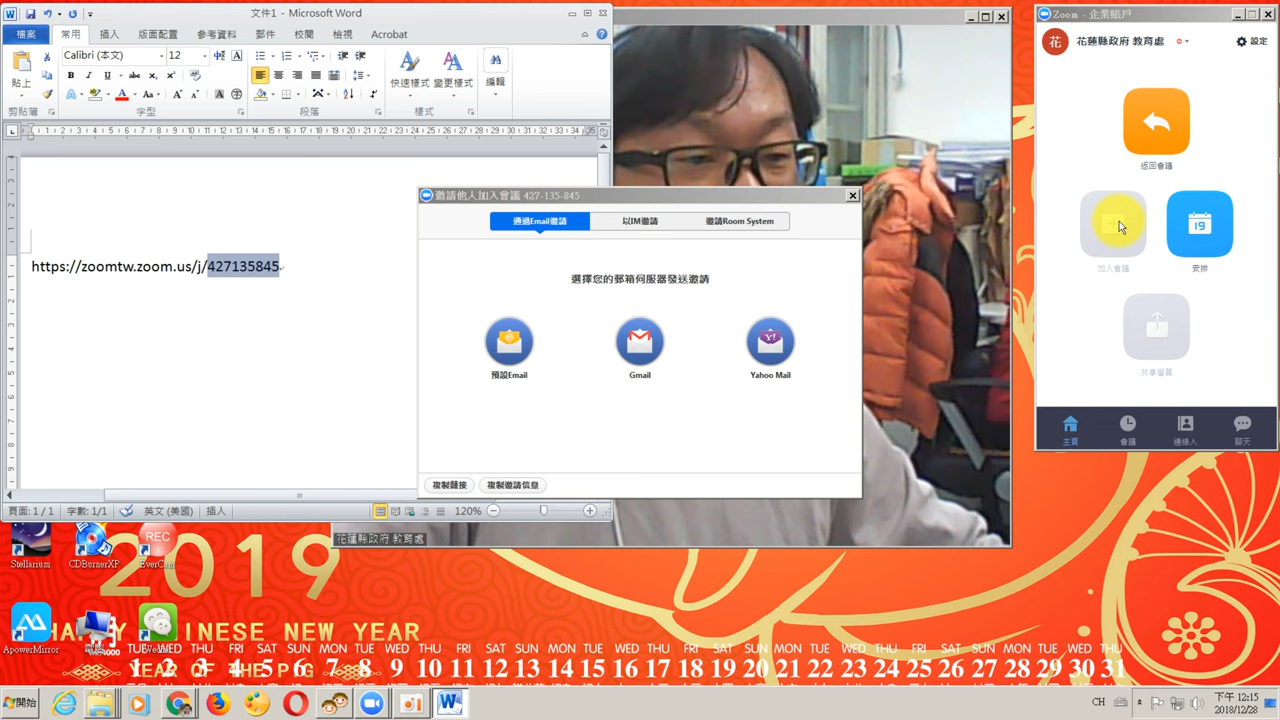 文件1 - Microsoft Word
檔案
常用
插入
版面配置
參考資料
郵件
校閱
檢視
Acrobat
Calibri (本文)
12
貼上
快速樣式
變更樣式
編輯
剪貼簿
字型
段落
樣式
https://zoomtw.zoom.us/j/427135845
頁面: 1 / 1
字數: 1/1
英文 (美國)
插入
120%
邀請他人加入會議 427-135-845
通過Email邀請
以IM邀請
邀請Room System
選擇您的郵箱伺服器發送邀請
預設Email
Gmail
Yahoo Mail
複製鏈接
複製邀請信息
花蓮縣政府 教育處
Zoom - 企業賬戶
花
花蓮縣政府 教育處
設定
返回會議
加入會議
19
安排
共享螢幕
主頁
會議
連絡人
聊天
Stellarium
CDBurnerXP
REC
EverCam
ApowerMirror
2019
INESE NEW YEAR
YEAR OF THE PIG
TUE WED THU FRI SAT SUN MON TUE WED THU FRI SAT SUN MON TUE WED THU FRI SAT SUN MON TUE WED THU FRI SAT SUN MON TUE WED THU
1 2 3 4 5 6 7 8 9 10 11 12 13 14 15 16 17 18 19 20 21 22 23 24 25 26 27 28 29 30 31
開始
CH
下午 12:15
2018/12/28